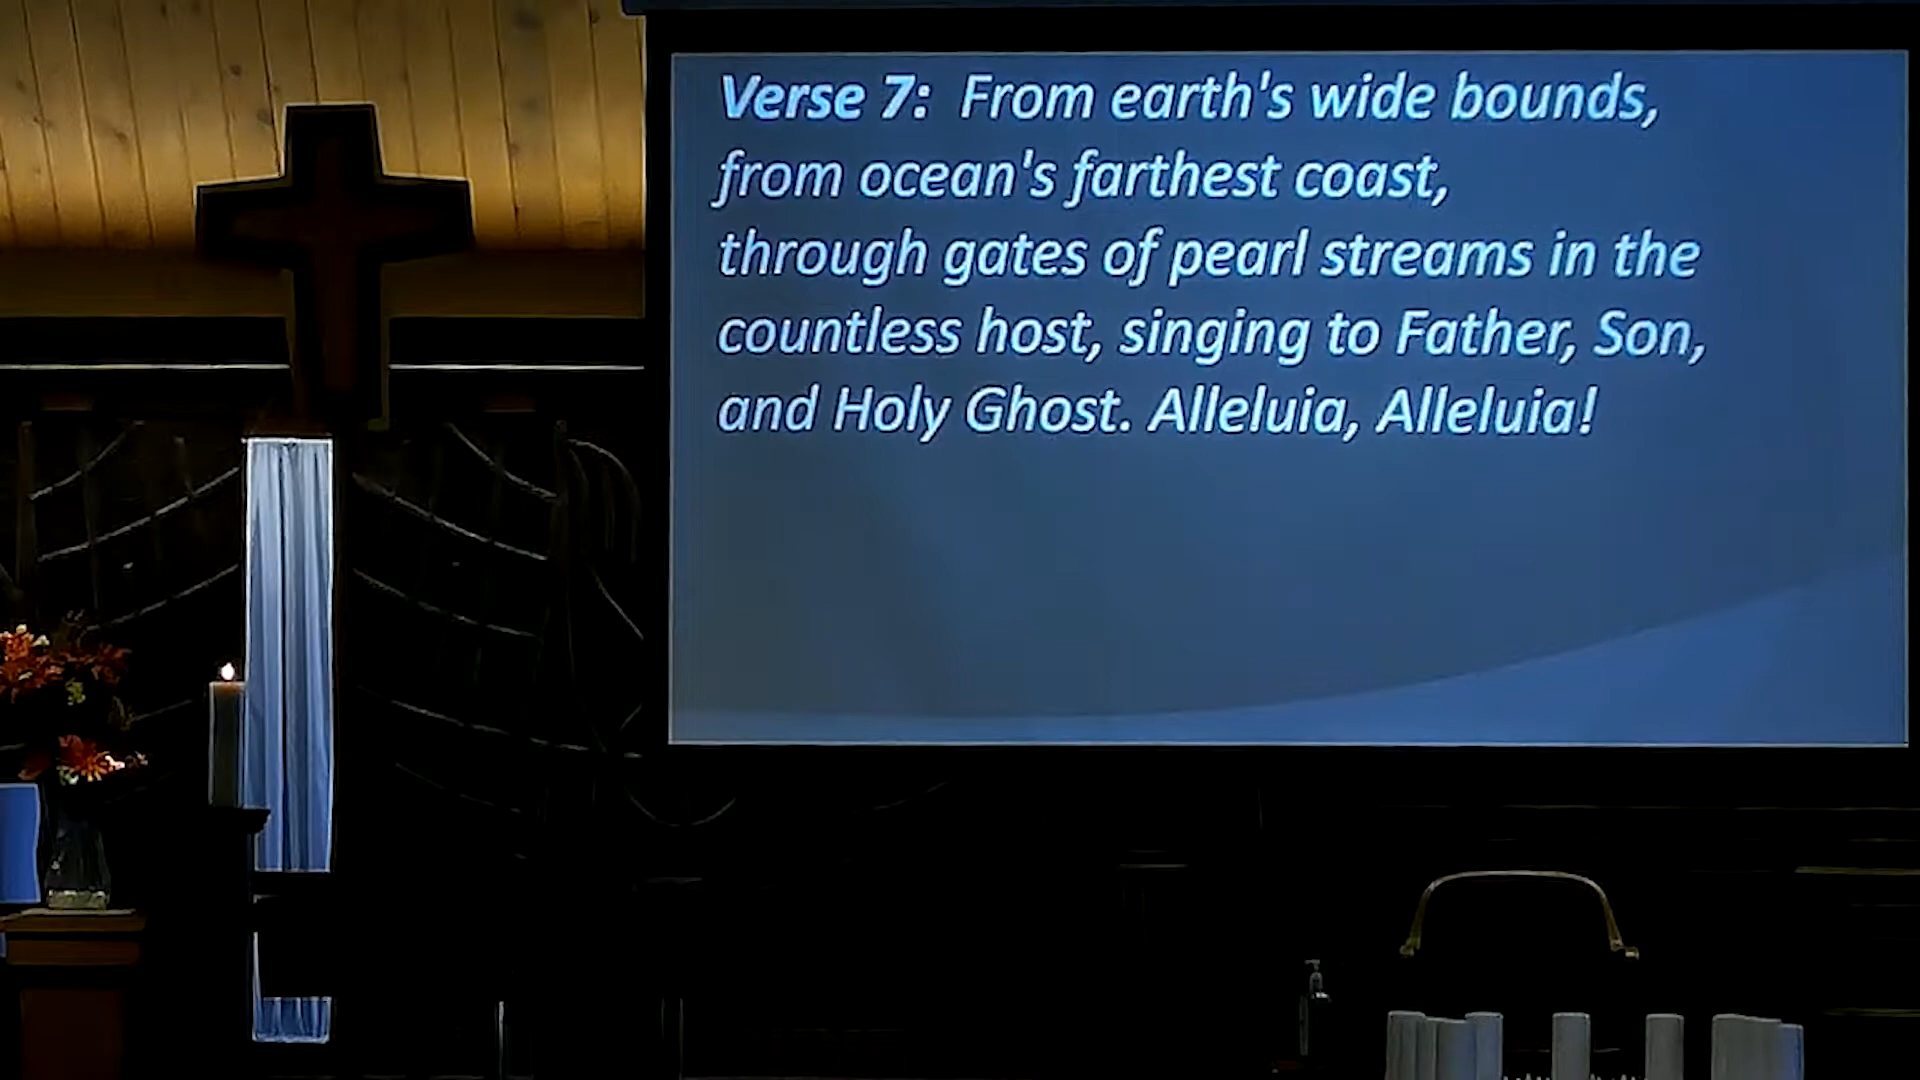 Verse 7: From earth's wide bounds,
from ocean's farthest coast,
through gates of pearl streams in the
countless host, singing to Father, Son,
and Holy Ghost. Alleluia, Alleluia!